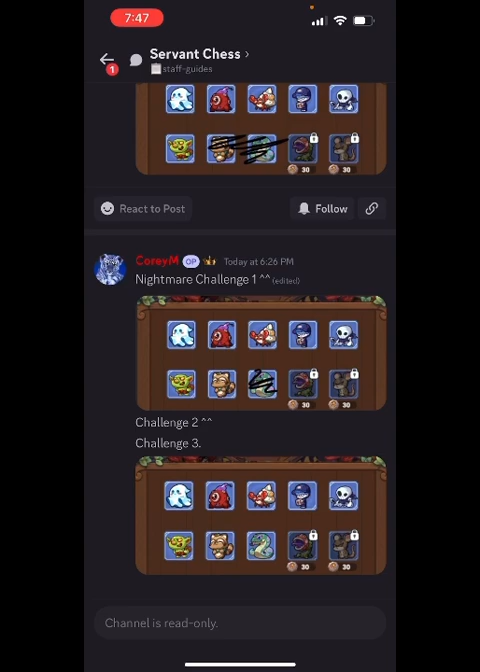 7:47
Servant Chess ›
1
staff-guides
30
30
React to Post
Follow
CoreyM OP Today at 6:26 PM
Nightmare Challenge 1 ^^ (edited)
30
30
Challenge 2 ^^
Challenge 3.
30
30
Channel is read-only.